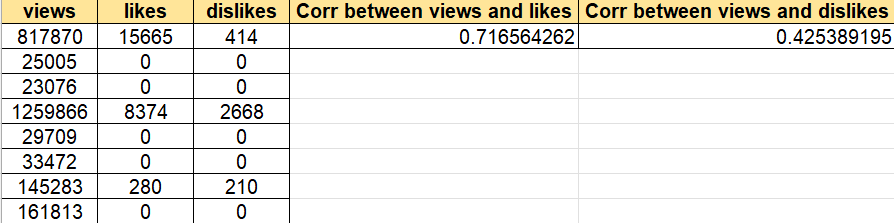 views likes dislikes Corr between views and likes Corr between views and dislikes
817870 15665 414 0.716564262 0.425389195
25005 0 0
23076 0 0
1259866 8374 2668
29709 0 0
33472 0 0
145283 280 210
161813 0 0